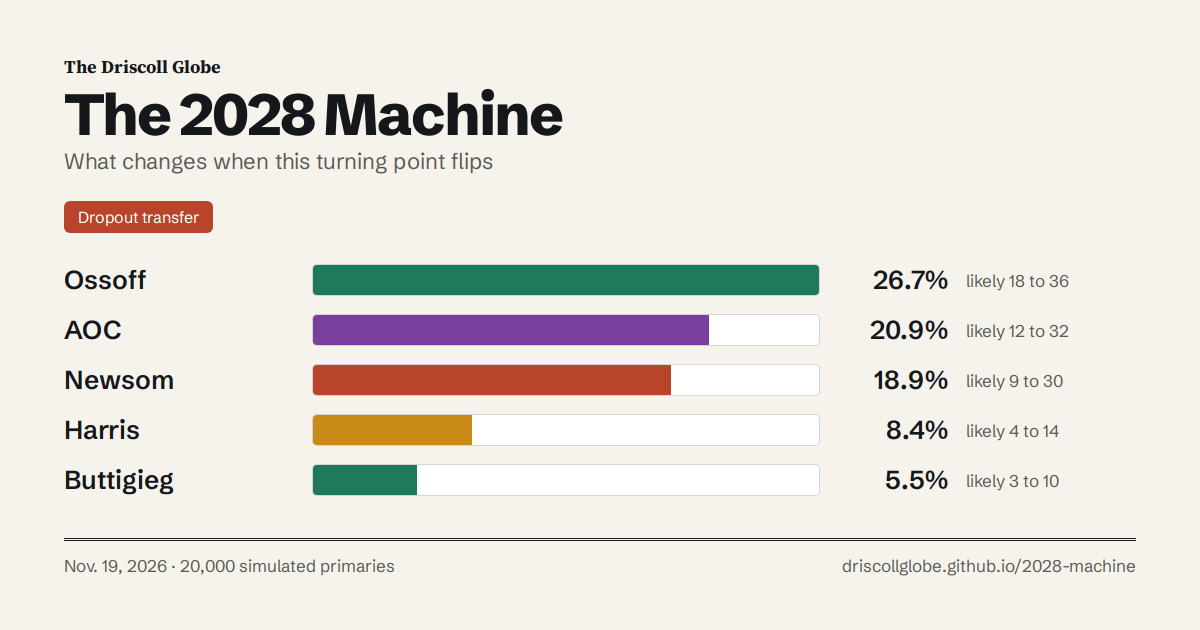 The Driscoll Globe
The 2028 Machine
What changes when this turning point flips
Dropout transfer
Ossoff 26.7% likely 18 to 36
AOC 20.9% likely 12 to 32
Newsom 18.9% likely 9 to 30
Harris 8.4% likely 4 to 14
Buttigieg 5.5% likely 3 to 10
Nov. 19, 2026 · 20,000 simulated primaries driscollglobe.github.io/2028-machine